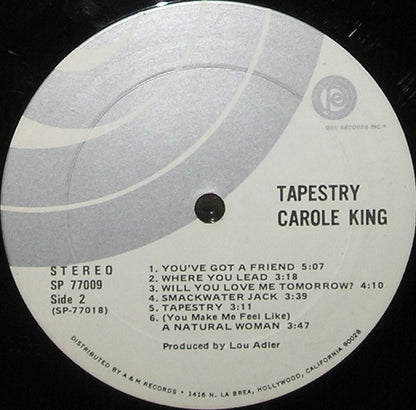 ODE RECORDS INC.®
TAPESTRY
CAROLE KING
STEREO
SP 77009
Side 2
(SP-77018)
1. YOU'VE GOT A FRIEND 5:07
2. WHERE YOU LEAD 3:18
3. WILL YOU LOVE ME TOMORROW? 4:10
4. SMACKWATER JACK 3:39
5. TAPESTRY 3:11
6. (You Make Me Feel Like)
A NATURAL WOMAN 3:47
Produced by Lou Adler
DISTRIBUTED BY A & M RECORDS • 1416 N. LA BREA, HOLLYWOOD, CALIFORNIA 90028